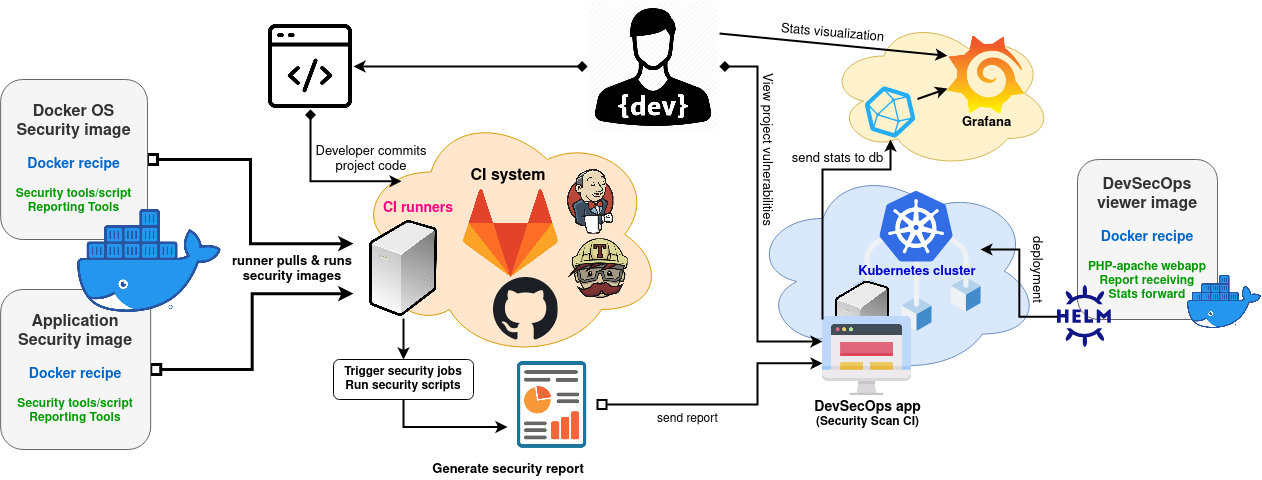 Docker OS
Security image
Docker recipe
Security tools/script
Reporting Tools
Application
Security image
Docker recipe
Security tools/script
Reporting Tools
</>
Developer commits
project code
runner pulls & runs
security images
{dev}
CI system
CI runners
T
Trigger security jobs
Run security scripts
Generate security report
send report
View project vulnerabilities
Stats visualization
Grafana
send stats to db
Kubernetes cluster
DevSecOps app
(Security Scan CI)
deployment
HELM
DevSecOps
viewer image
Docker recipe
PHP-apache webapp
Report receiving
Stats forward